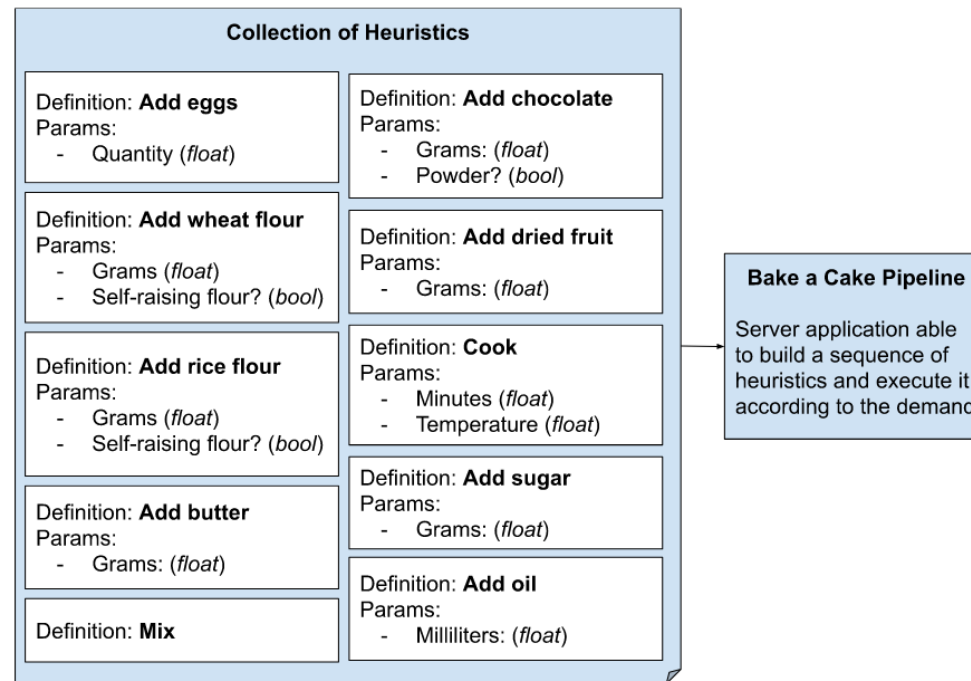 Collection of Heuristics
Definition: Add eggs
Params:
- Quantity (float)
Definition: Add wheat flour
Params:
- Grams (float)
- Self-raising flour? (bool)
Definition: Add rice flour
Params:
- Grams (float)
- Self-raising flour? (bool)
Definition: Add butter
Params:
- Grams: (float)
Definition: Mix
Definition: Add chocolate
Params:
- Grams: (float)
- Powder? (bool)
Definition: Add dried fruit
Params:
- Grams: (float)
Definition: Cook
Params:
- Minutes (float)
- Temperature (float)
Definition: Add sugar
Params:
- Grams: (float)
Definition: Add oil
Params:
- Milliliters: (float)
Bake a Cake Pipeline
Server application able
to build a sequence of
heuristics and execute it
according to the demand